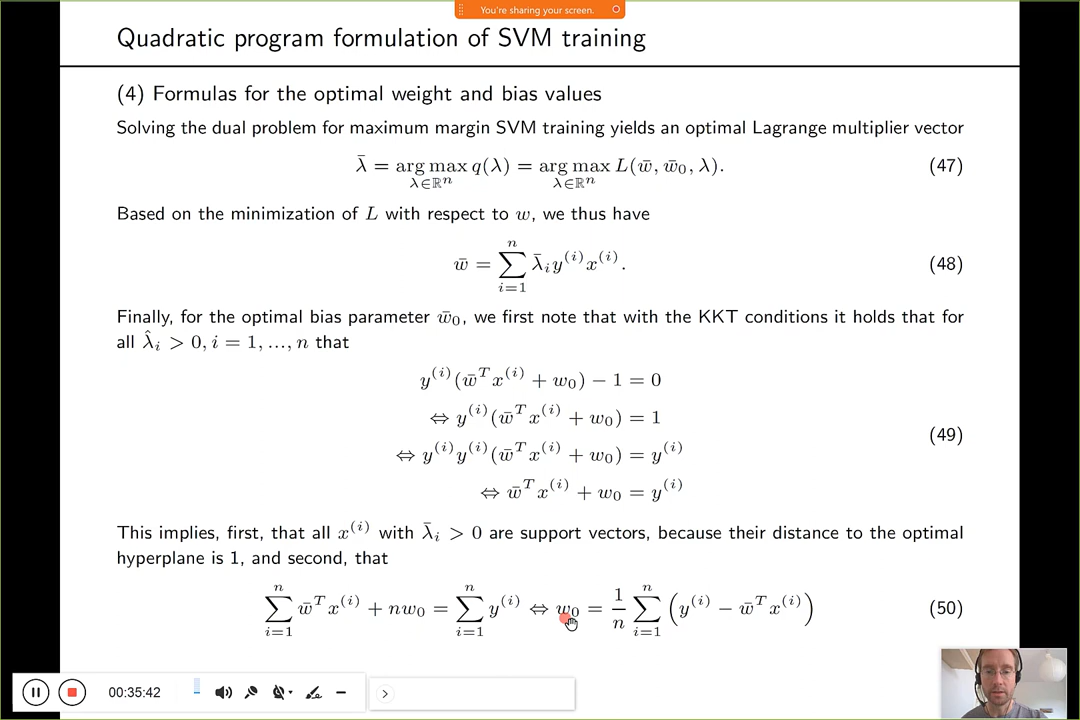 You're sharing your screen.
Quadratic program formulation of SVM training
(4) Formulas for the optimal weight and bias values
Solving the dual problem for maximum margin SVM training yields an optimal Lagrange multiplier vector
λ̄ = arg max_{λ∈ℝⁿ} q(λ) = arg max_{λ∈ℝⁿ} L(w̄, w̄₀, λ). (47)
Based on the minimization of L with respect to w, we thus have
w̄ = ∑_{i=1}^{n} λ̄ᵢ y⁽ⁱ⁾ x⁽ⁱ⁾. (48)
Finally, for the optimal bias parameter w̄₀, we first note that with the KKT conditions it holds that for
all λ̂ᵢ > 0, i = 1, ..., n that
y⁽ⁱ⁾(w̄ᵀx⁽ⁱ⁾ + w₀) − 1 = 0
⇔ y⁽ⁱ⁾(w̄ᵀx⁽ⁱ⁾ + w₀) = 1
(49)
⇔ y⁽ⁱ⁾y⁽ⁱ⁾(w̄ᵀx⁽ⁱ⁾ + w₀) = y⁽ⁱ⁾
⇔ w̄ᵀx⁽ⁱ⁾ + w₀ = y⁽ⁱ⁾
This implies, first, that all x⁽ⁱ⁾ with λ̄ᵢ > 0 are support vectors, because their distance to the optimal
hyperplane is 1, and second, that
∑_{i=1}^{n} w̄ᵀx⁽ⁱ⁾ + nw₀ = ∑_{i=1}^{n} y⁽ⁱ⁾ ⇔ w₀ = 1/n ∑_{i=1}^{n} (y⁽ⁱ⁾ − w̄ᵀx⁽ⁱ⁾) (50)
00:35:42